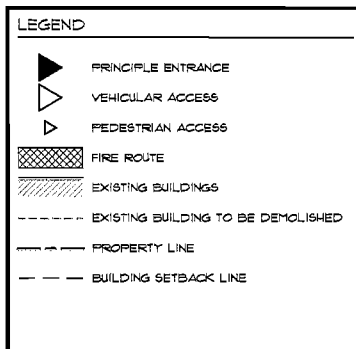 LEGEND
PRINCIPLE ENTRANCE
VEHICULAR ACCESS
PEDESTRIAN ACCESS
FIRE ROUTE
EXISTING BUILDINGS
EXISTING BUILDING TO BE DEMOLISHED
PROPERTY LINE
BUILDING SETBACK LINE